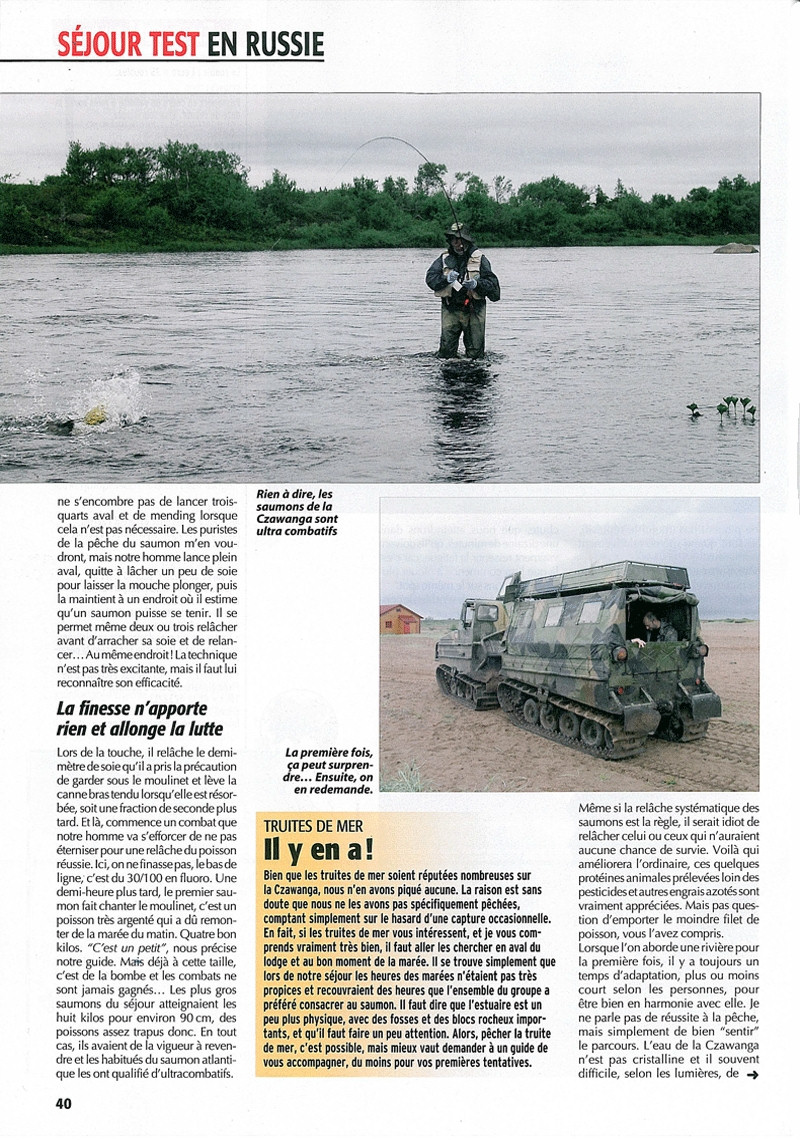 SÉJOUR TEST EN RUSSIE
ne s'encombre pas de lancer trois-
quarts aval et de mending lorsque
cela n'est pas nécessaire. Les puristes
de la pêche du saumon m'en vou-
dront, mais notre homme lance plein
aval, quitte à lâcher un peu de soie
pour laisser la mouche plonger, puis
la maintient à un endroit où il estime
qu'un saumon puisse se tenir. Il se
permet même deux ou trois relâcher
avant d'arracher sa soie et de relan-
cer… Au même endroit ! La technique
n'est pas très excitante, mais il faut lui
reconnaître son efficacité.
La finesse n'apporte
rien et allonge la lutte
Lors de la touche, il relâche le demi-
mètre de soie qu'il a pris la précaution
de garder sous le moulinet et lève la
canne bras tendu lorsqu'elle est résor-
bée, soit une fraction de seconde plus
tard. Et là, commence un combat que
notre homme va s'efforcer de ne pas
éterniser pour une relâche du poisson
réussie. Ici, on ne finasse pas, le bas de
ligne, c'est du 30/100 en fluoro. Une
demi-heure plus tard, le premier sau-
mon fait chanter le moulinet, c'est un
poisson très argenté qui a dû remon-
ter de la marée du matin. Quatre bon
kilos. "C'est un petit", nous précise
notre guide. Mais déjà à cette taille,
c'est de la bombe et les combats ne
sont jamais gagnés… Les plus gros
saumons du séjour atteignaient les
huit kilos pour environ 90 cm, des
poissons assez trapus donc. En tout
cas, ils avaient de la vigueur à reven-
dre et les habitués du saumon atlanti-
que les ont qualifié d'ultracombatifs.
Rien à dire, les
saumons de la
Czawanga sont
ultra combatifs
La première fois,
ça peut surpren-
dre… Ensuite, on
en redemande.
TRUITES DE MER
Il y en a !
Bien que les truites de mer soient réputées nombreuses sur
la Czawanga, nous n'en avons piqué aucune. La raison est sans
doute que nous ne les avons pas spécifiquement pêchées,
comptant simplement sur le hasard d'une capture occasionnelle.
En fait, si les truites de mer vous intéressent, et je vous com-
prends vraiment très bien, il faut aller les chercher en aval du
lodge et au bon moment de la marée. Il se trouve simplement que
lors de notre séjour les heures des marées n'étaient pas très
propices et recouvraient des heures que l'ensemble du groupe a
préféré consacrer au saumon. Il faut dire que l'estuaire est un
peu plus physique, avec des fosses et des blocs rocheux impor-
tants, et qu'il faut faire un peu attention. Alors, pêcher la truite
de mer, c'est possible, mais mieux vaut demander à un guide de
vous accompagner, du moins pour vos premières tentatives.
Même si la relâche systématique des
saumons est la règle, il serait idiot de
relâcher celui ou ceux qui n'auraient
aucune chance de survie. Voilà qui
améliorera l'ordinaire, ces quelques
protéines animales prélevées loin des
pesticides et autres engrais azotés sont
vraiment appréciées. Mais pas ques-
tion d'emporter le moindre filet de
poisson, vous l'avez compris.
Lorsque l'on aborde une rivière pour
la première fois, il y a toujours un
temps d'adaptation, plus ou moins
court selon les personnes, pour
être bien en harmonie avec elle. Je
ne parle pas de réussite à la pêche,
mais simplement de bien "sentir"
le parcours. L'eau de la Czawanga
n'est pas cristalline et il souvent
difficile, selon les lumières, de ➔
40